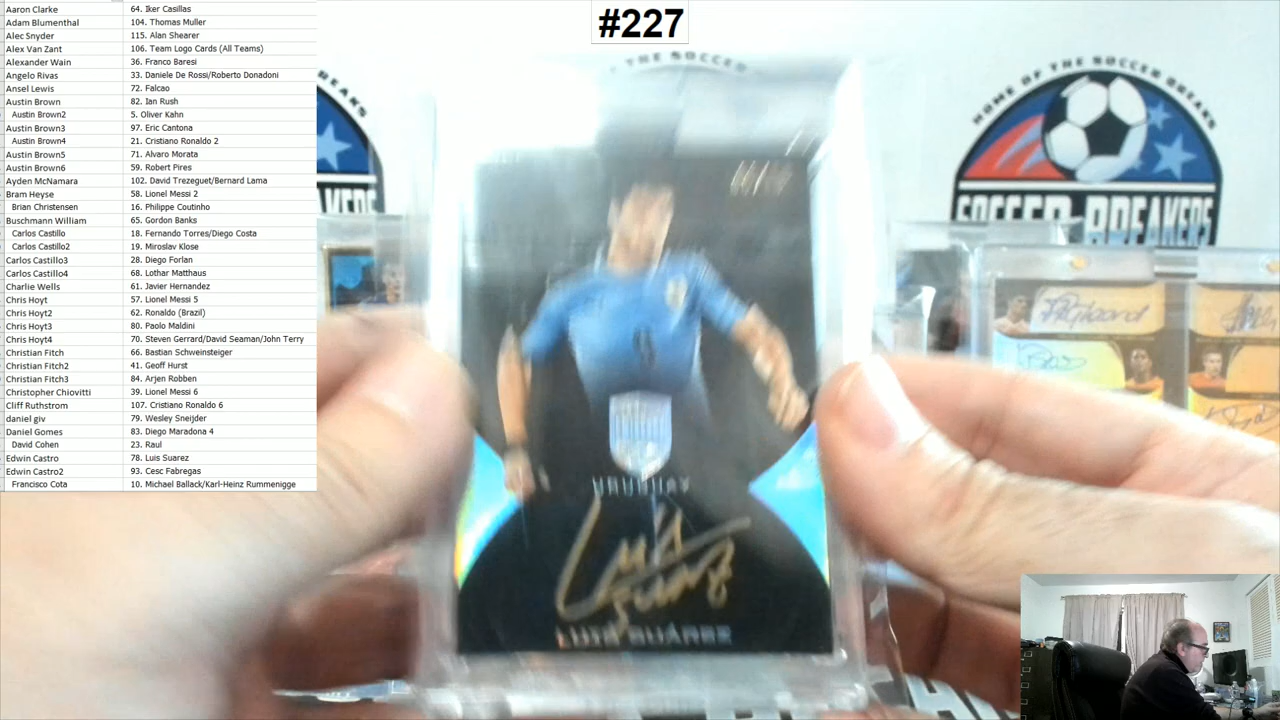 #227
Aaron Clarke 64. Iker Casillas
Adam Blumenthal 104. Thomas Muller
Alec Snyder 115. Alan Shearer
Alex Van Zant 106. Team Logo Cards (All Teams)
Alexander Wain 36. Franco Baresi
Angelo Rivas 33. Daniele De Rossi/Roberto Donadoni
Ansel Lewis 72. Falcao
Austin Brown 82. Ian Rush
Austin Brown2 5. Oliver Kahn
Austin Brown3 97. Eric Cantona
Austin Brown4 21. Cristiano Ronaldo 2
Austin Brown5 71. Alvaro Morata
Austin Brown6 59. Robert Pires
Ayden McNamara 102. David Trezeguet/Bernard Lama
Bram Heyse 58. Lionel Messi 2
Brian Christensen 16. Philippe Coutinho
Buschmann William 65. Gordon Banks
Carlos Castillo 18. Fernando Torres/Diego Costa
Carlos Castillo2 19. Miroslav Klose
Carlos Castillo3 28. Diego Forlan
Carlos Castillo4 68. Lothar Matthaus
Charlie Wells 61. Javier Hernandez
Chris Hoyt 57. Lionel Messi 5
Chris Hoyt2 62. Ronaldo (Brazil)
Chris Hoyt3 80. Paolo Maldini
Chris Hoyt4 70. Steven Gerrard/David Seaman/John Terry
Christian Fitch 66. Bastian Schweinsteiger
Christian Fitch2 41. Geoff Hurst
Christian Fitch3 84. Arjen Robben
Christopher Chiovitti 39. Lionel Messi 6
Cliff Ruthstrom 107. Cristiano Ronaldo 6
daniel giv 79. Wesley Sneijder
Daniel Gomes 83. Diego Maradona 4
David Cohen 23. Raul
Edwin Castro 78. Luis Suarez
Edwin Castro2 93. Cesc Fabregas
Francisco Cota 10. Michael Ballack/Karl-Heinz Rummenigge
HOME OF THE SOCCER BREAKS
SOCCER BREAKERS
THE SOCCER
URUGUAY
Luis Suarez
LUIS SUÁREZ